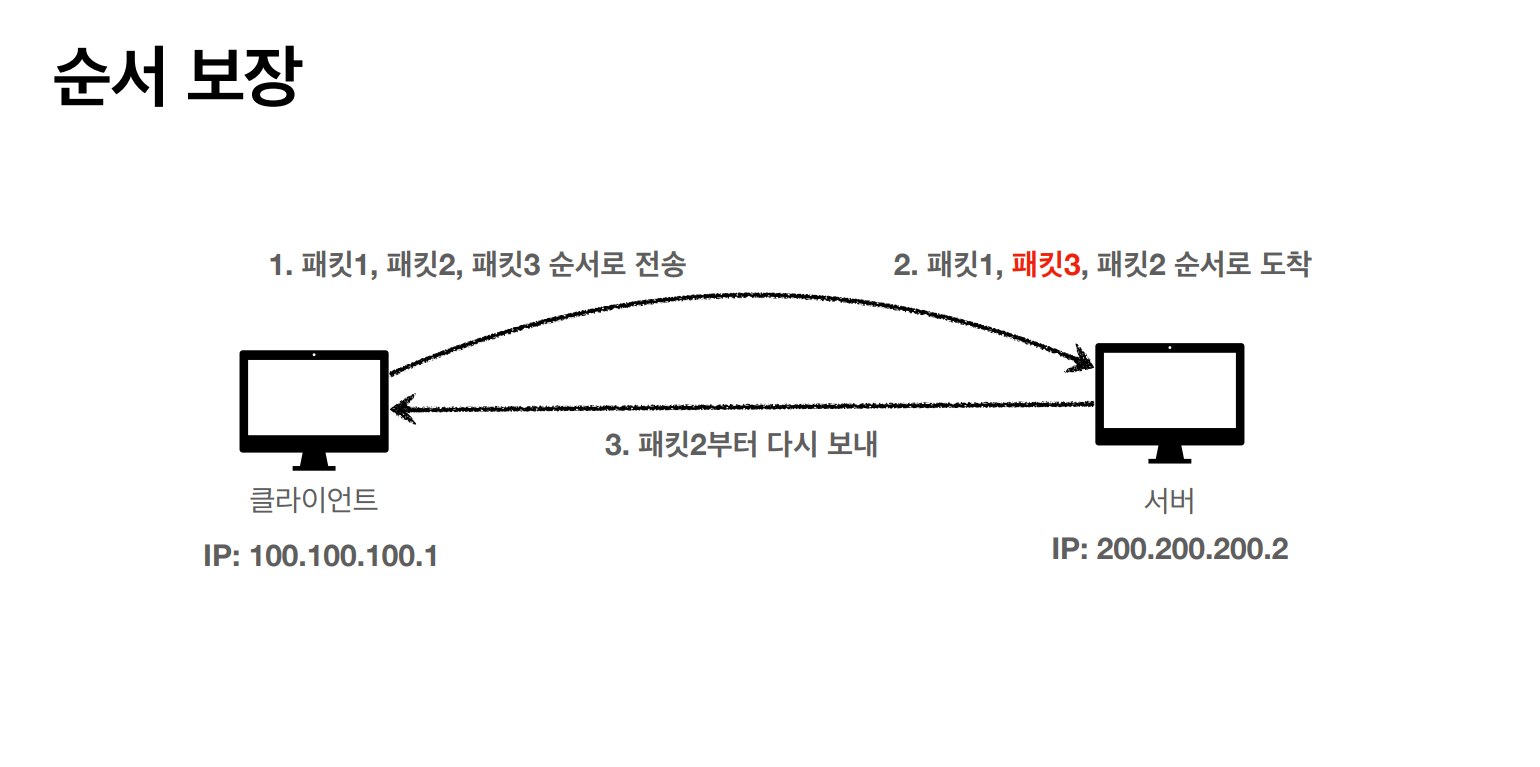 순서 보장
1. 패킷1, 패킷2, 패킷3 순서로 전송
2. 패킷1, 패킷3, 패킷2 순서로 도착
3. 패킷2부터 다시 보내
클라이언트
IP: 100.100.100.1
서버
IP: 200.200.200.2